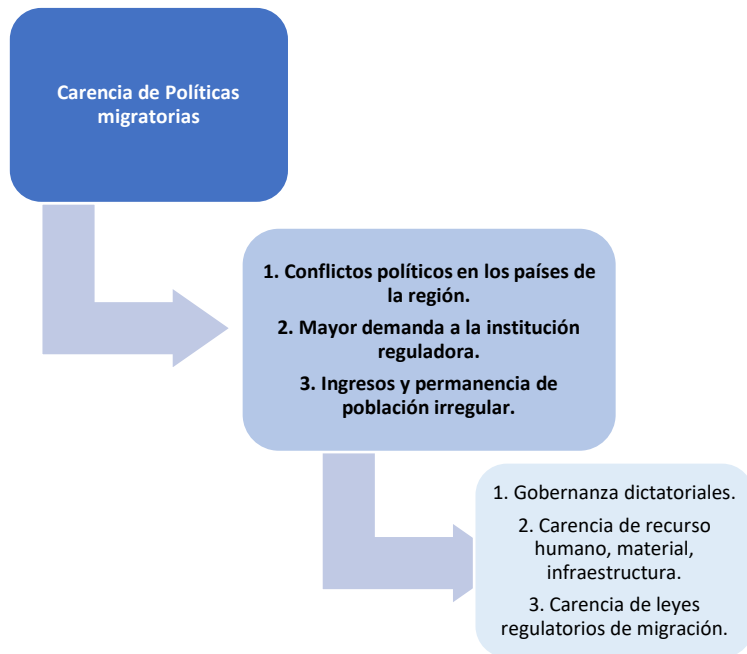 Carencia de Políticas
migratorias
1. Conflictos políticos en los países de
la región.
2. Mayor demanda a la institución
reguladora.
3. Ingresos y permanencia de
población irregular.
1. Gobernanza dictatoriales.
2. Carencia de recurso
humano, material,
infraestructura.
3. Carencia de leyes
regulatorios de migración.